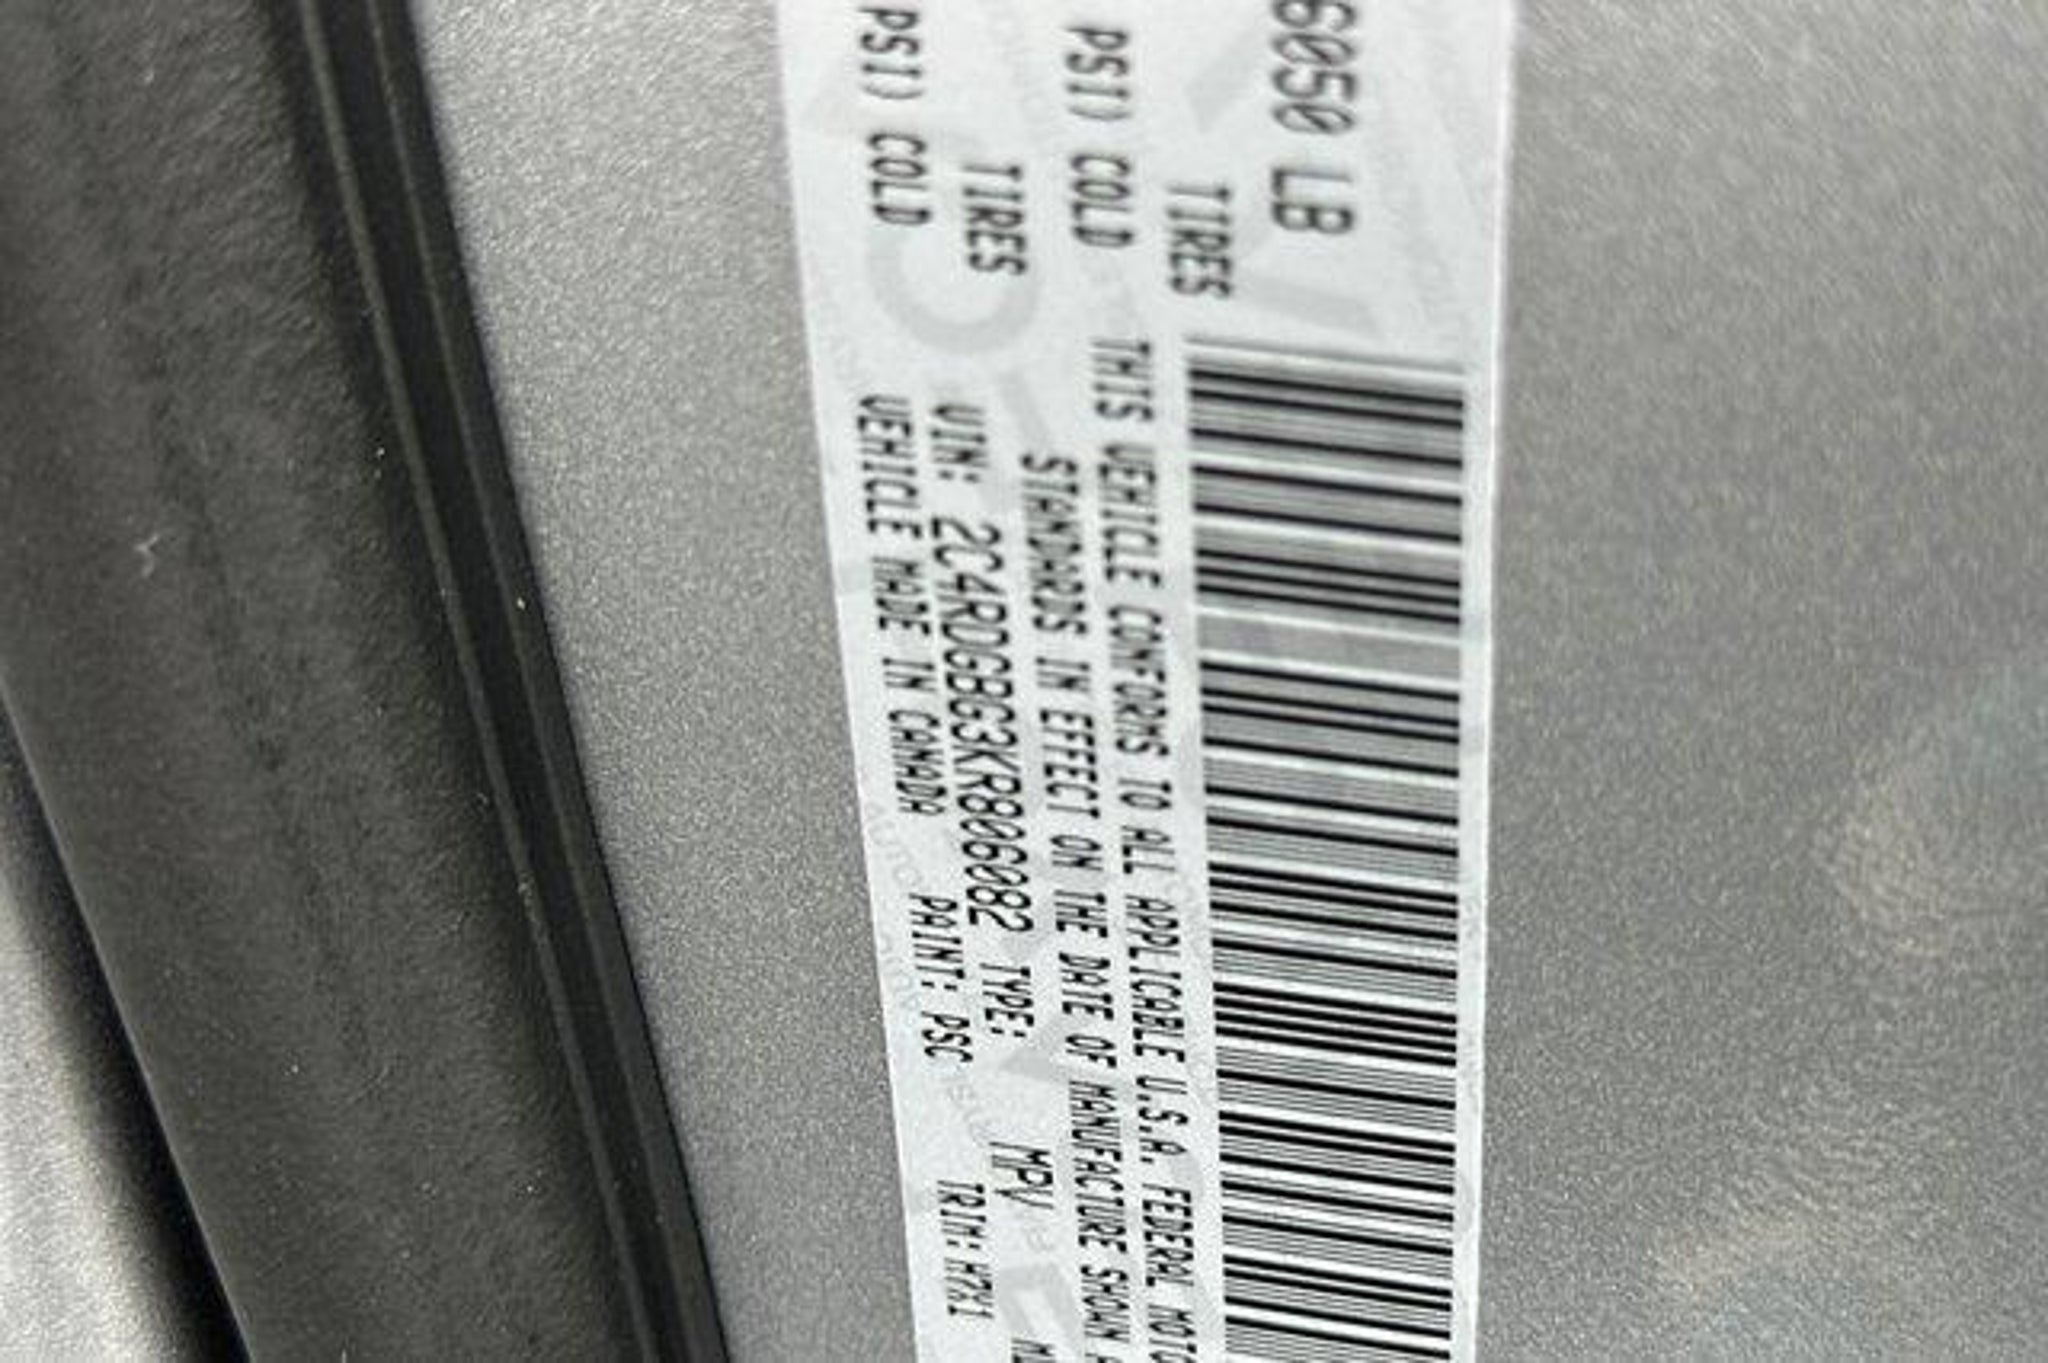 6050 LB
TIRES
PSI) COLD
TIRES
PSI) COLD
THIS VEHICLE CONFORMS TO ALL APPLICABLE U.S.A. FEDERAL MOTO
STANDARDS IN EFFECT ON THE DATE OF MANUFACTURE SHOWN A
VIN: 2C4RDGBG3KR806082 TYPE: MPV
VEHICLE MADE IN CANADA PAINT: PSC TRIM: